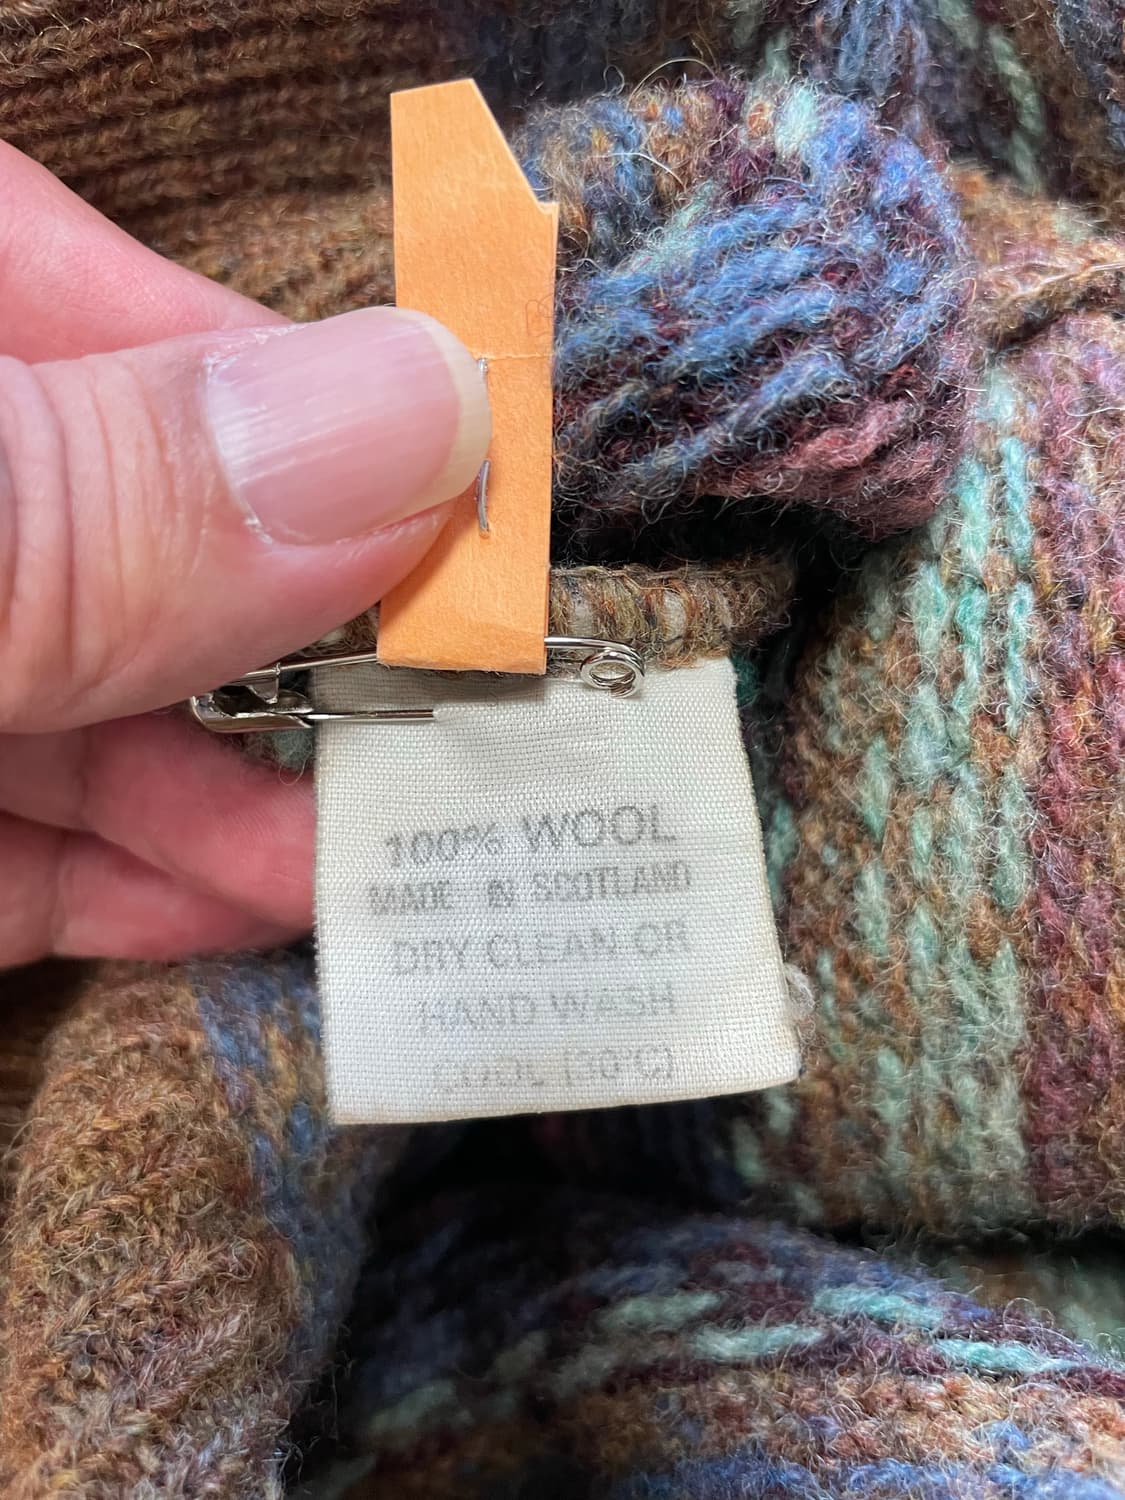 100% WOOL
MADE IN SCOTLAND
DRY CLEAN OR
HAND WASH
COOL (30°C)